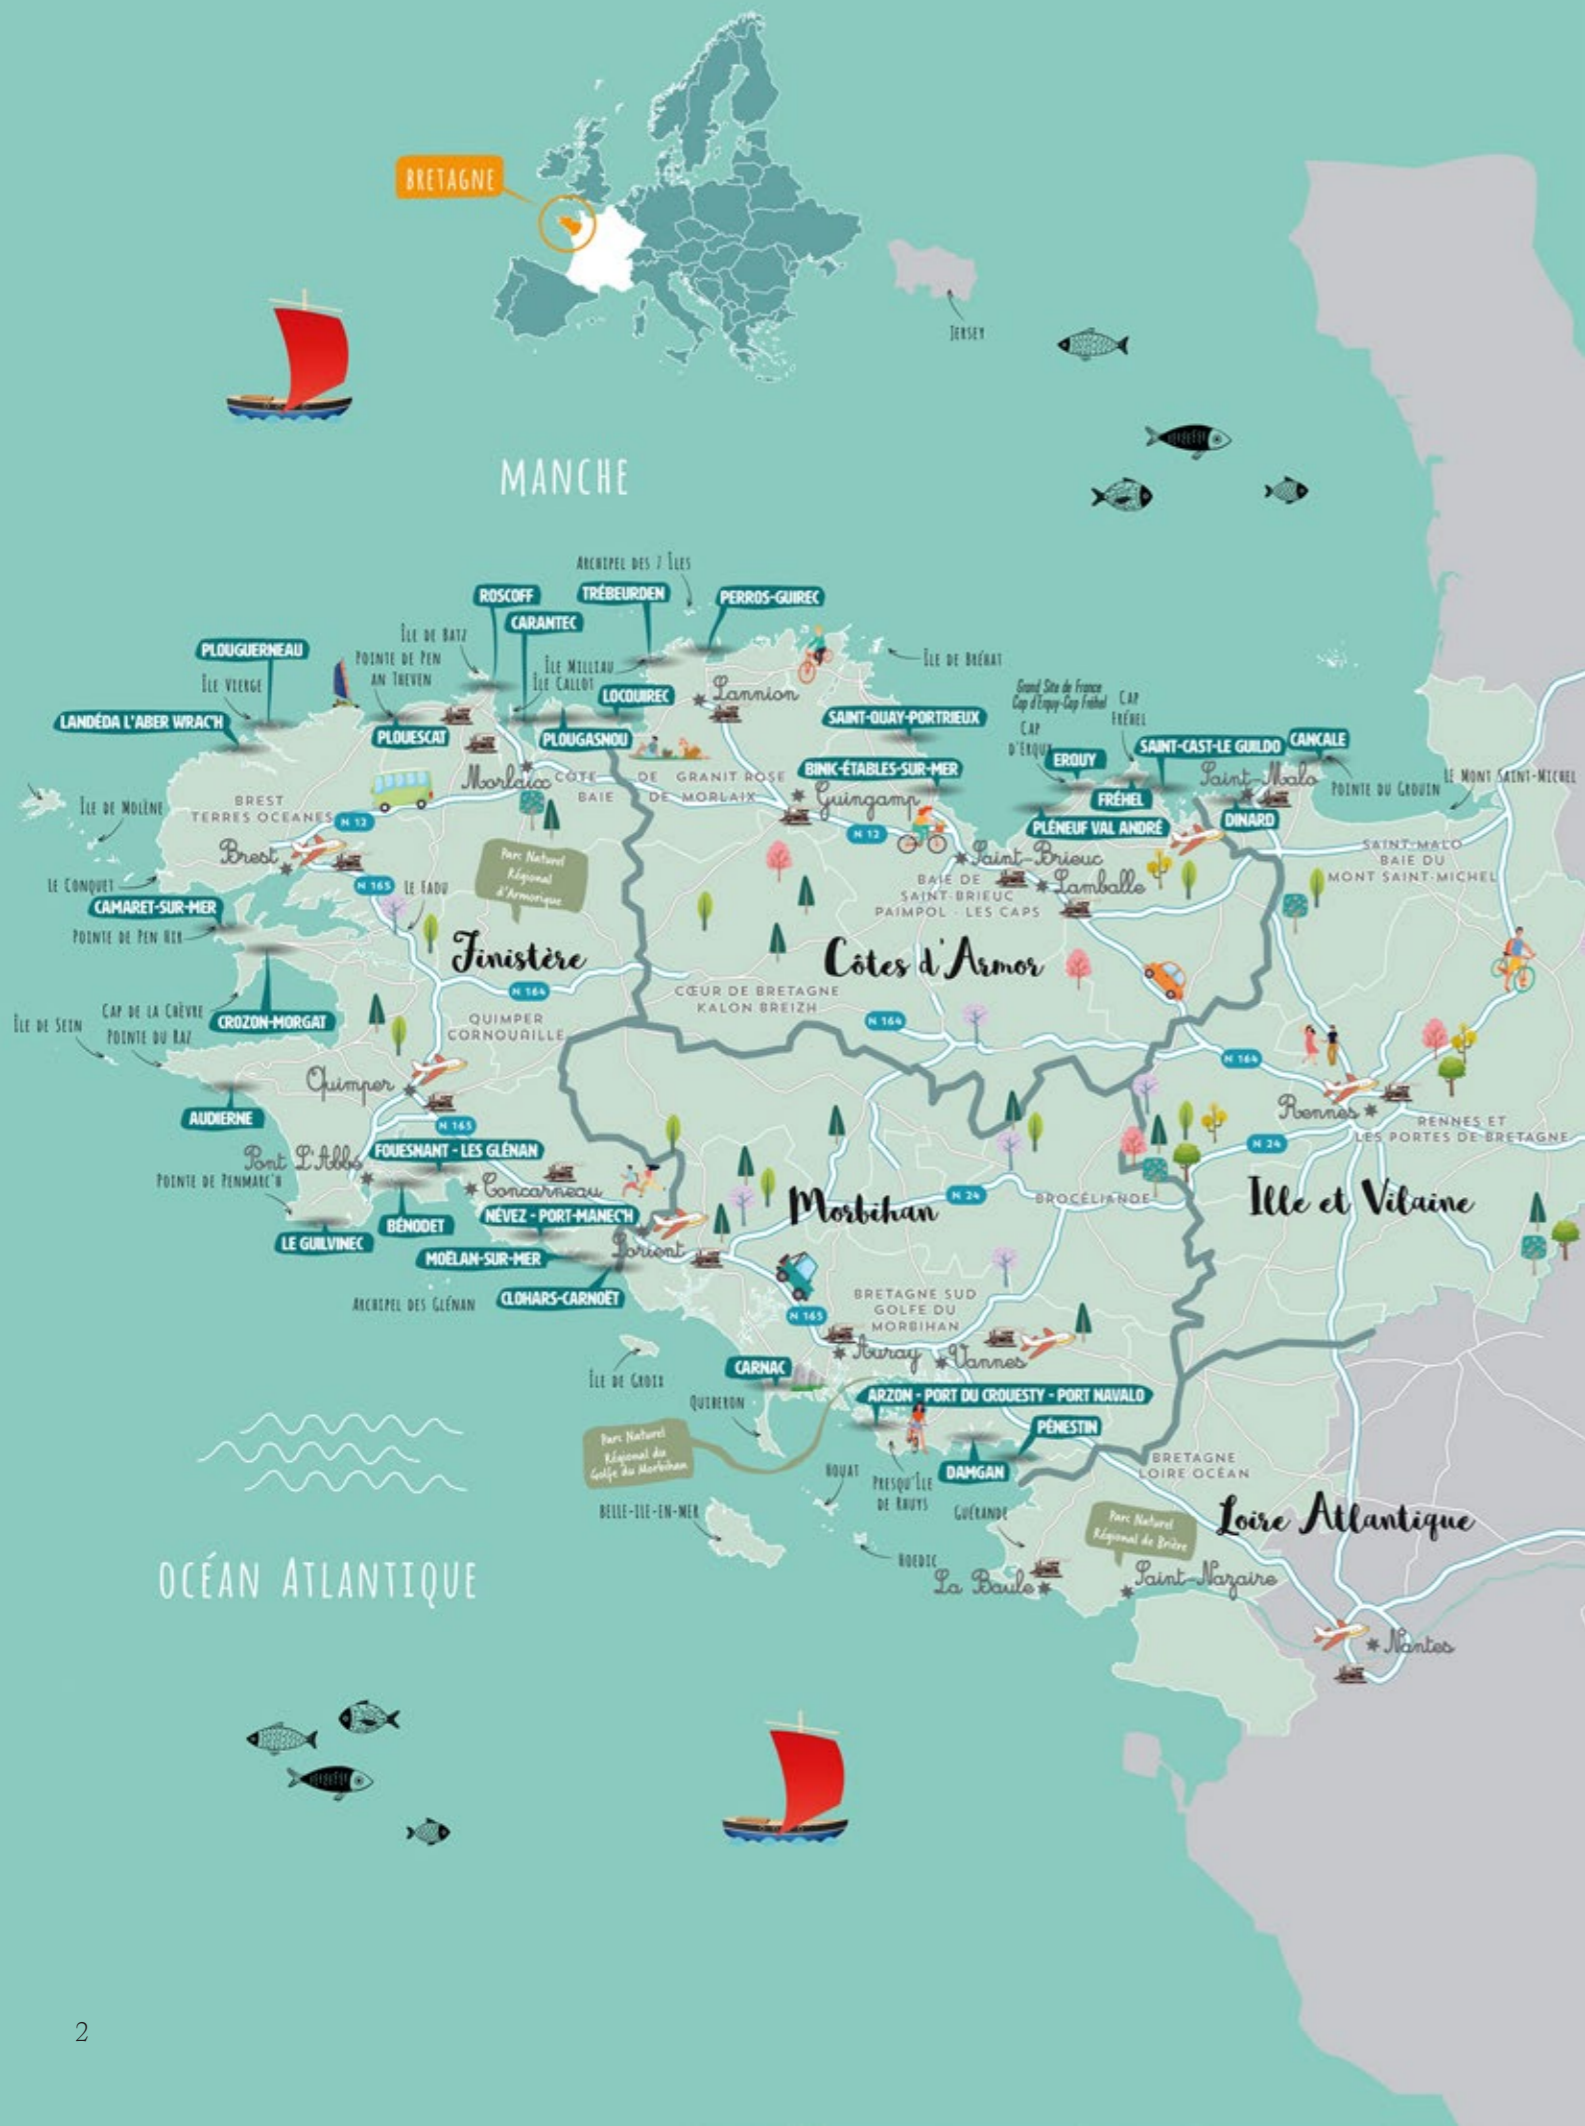 BRETAGNE
JERSEY
MANCHE
ARCHIPEL DES 7 ÎLES
ROSCOFF
TRÉBEURDEN
PERROS-GUIREC
CARANTEC
ÎLE DE BATZ
PLOUGUERNEAU
POINTE DE PEN
AN THEVEN
ÎLE MILLIAU
ÎLE CALLOT
ÎLE DE BRÉHAT
ÎLE VIERGE
LOCQUIREC
Lannion
LANDÉDA L'ABER WRAC'H
PLOUESCAT
PLOUGASNOU
SAINT-QUAY-PORTRIEUX
Grand Site de France
Cap d'Erquy-Cap Fréhel
CAP
FRÉHEL
CAP
D'ERQUY
ERQUY
SAINT-CAST-LE GUILDO
CANCALE
BINIC-ÉTABLES-SUR-MER
Saint-Malo
POINTE DU GROUIN
LE MONT SAINT-MICHEL
Morlaix
CÔTE DE GRANIT ROSE
BAIE DE MORLAIX
Guingamp
FRÉHEL
DINARD
PLÉNEUF VAL ANDRÉ
ÎLE DE MOLÈNE
BREST
TERRES OCEANES
N 12
N 12
Brest
Parc Naturel
Régional
d'Armorique
Saint-Brieuc
SAINT-MALO
BAIE DU
MONT SAINT-MICHEL
LE CONQUET
N 165
LE FAOU
BAIE DE
SAINT-BRIEUC
PAIMPOL - LES CAPS
Lamballe
CAMARET-SUR-MER
POINTE DE PEN HIR
Finistère
Côtes d'Armor
N 164
CŒUR DE BRETAGNE
KALON BREIZH
CAP DE LA CHÈVRE
CROZON-MORGAT
ÎLE DE SEIN
POINTE DU RAZ
QUIMPER
CORNOUAILLE
N 164
N 164
Quimper
AUDIERNE
Rennes
RENNES ET
LES PORTES DE BRETAGNE
N 165
N 24
FOUESNANT - LES GLÉNAN
Pont L'Abbé
POINTE DE PENMARC'H
Concarneau
Morbihan
N 24
BROCÉLIANDE
Ille et Vilaine
BÉNODET
NÉVEZ - PORT-MANEC'H
LE GUILVINEC
MOËLAN-SUR-MER
Lorient
ARCHIPEL DES GLÉNAN
CLOHARS-CARNOËT
BRETAGNE SUD
GOLFE DU
MORBIHAN
N 165
Auray
Vannes
ÎLE DE GROIX
CARNAC
QUIBERON
ARZON - PORT DU CROUESTY - PORT NAVALO
PÉNESTIN
Parc Naturel
Régional du
Golfe du Morbihan
HOUAT
PRESQU'ÎLE
DE RHUYS
DAMGAN
BRETAGNE
LOIRE OCÉAN
BELLE-ILE-EN-MER
GUÉRANDE
Parc Naturel
Régional de Brière
Loire Atlantique
HOEDIC
La Baule
Saint-Nazaire
OCÉAN ATLANTIQUE
Nantes
2